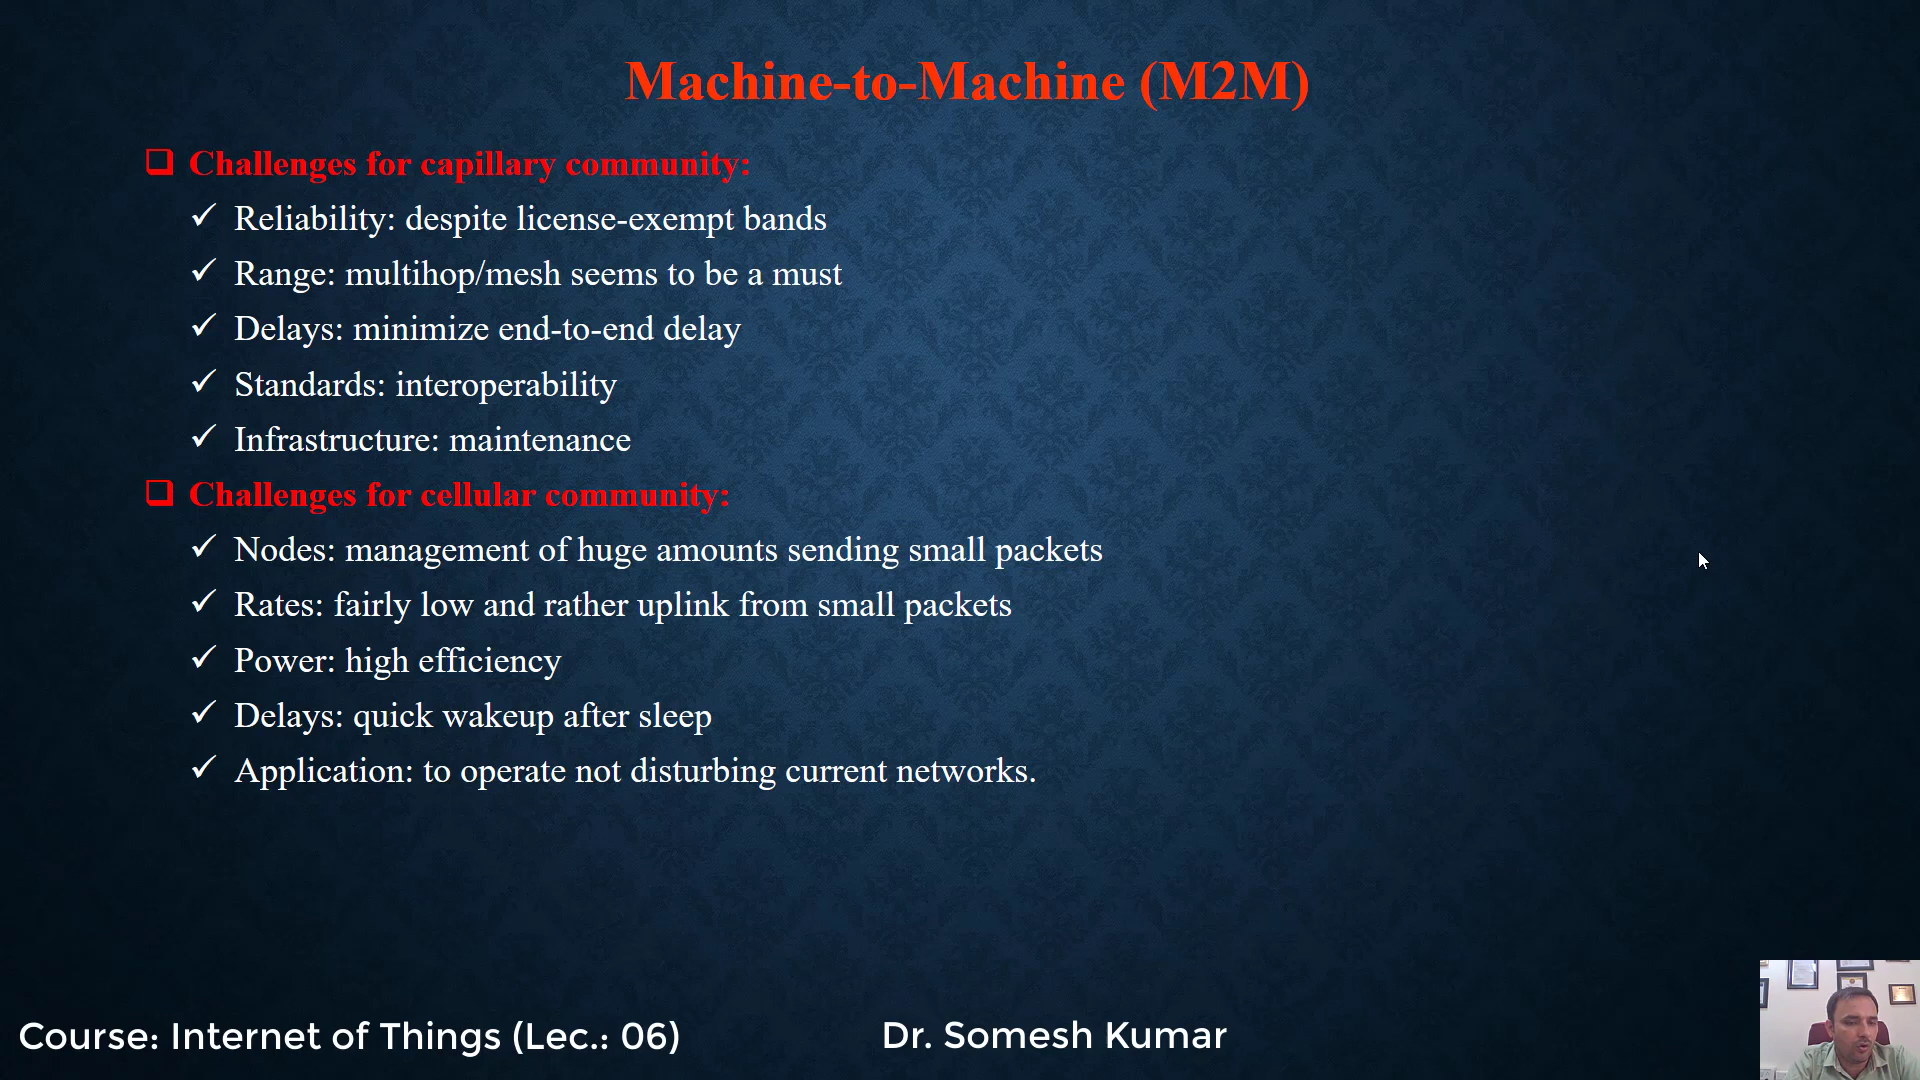 Machine-to-Machine (M2M)
Challenges for capillary community:
Reliability: despite license-exempt bands
Range: multihop/mesh seems to be a must
Delays: minimize end-to-end delay
Standards: interoperability
Infrastructure: maintenance
Challenges for cellular community:
Nodes: management of huge amounts sending small packets
Rates: fairly low and rather uplink from small packets
Power: high efficiency
Delays: quick wakeup after sleep
Application: to operate not disturbing current networks.
Course: Internet of Things (Lec.: 06)
Dr. Somesh Kumar